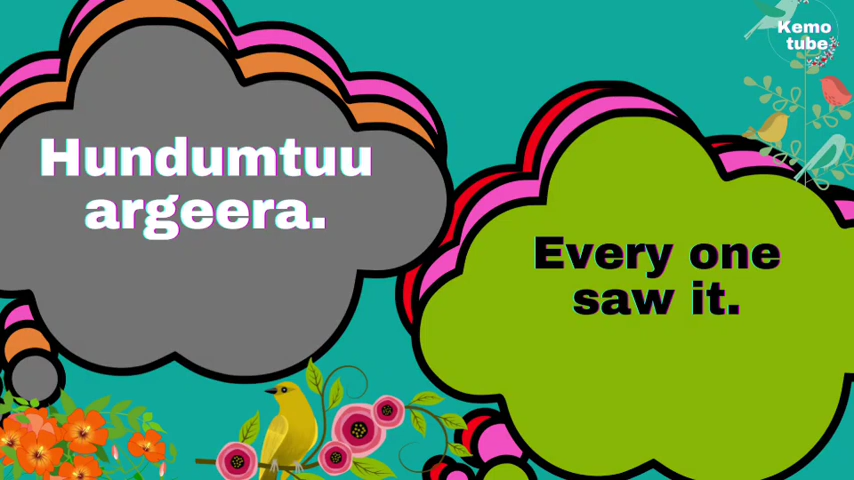 Kemo
tube
Hundumtuu
argeera.
Every one
saw it.